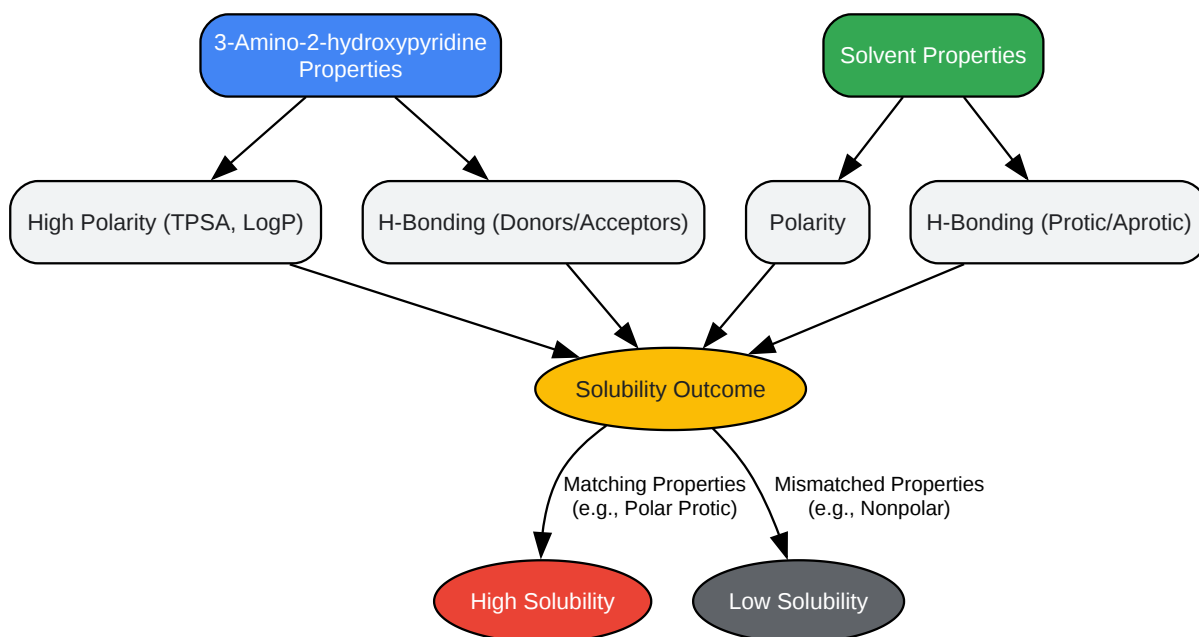 3-Amino-2-hydroxypyridine
Properties
Solvent Properties
High Polarity (TPSA, LogP)
H-Bonding (Donors/Acceptors)
Polarity
H-Bonding (Protic/Aprotic)
Solubility Outcome
Matching Properties
(e.g., Polar Protic)
Mismatched Properties
(e.g., Nonpolar)
High Solubility
Low Solubility